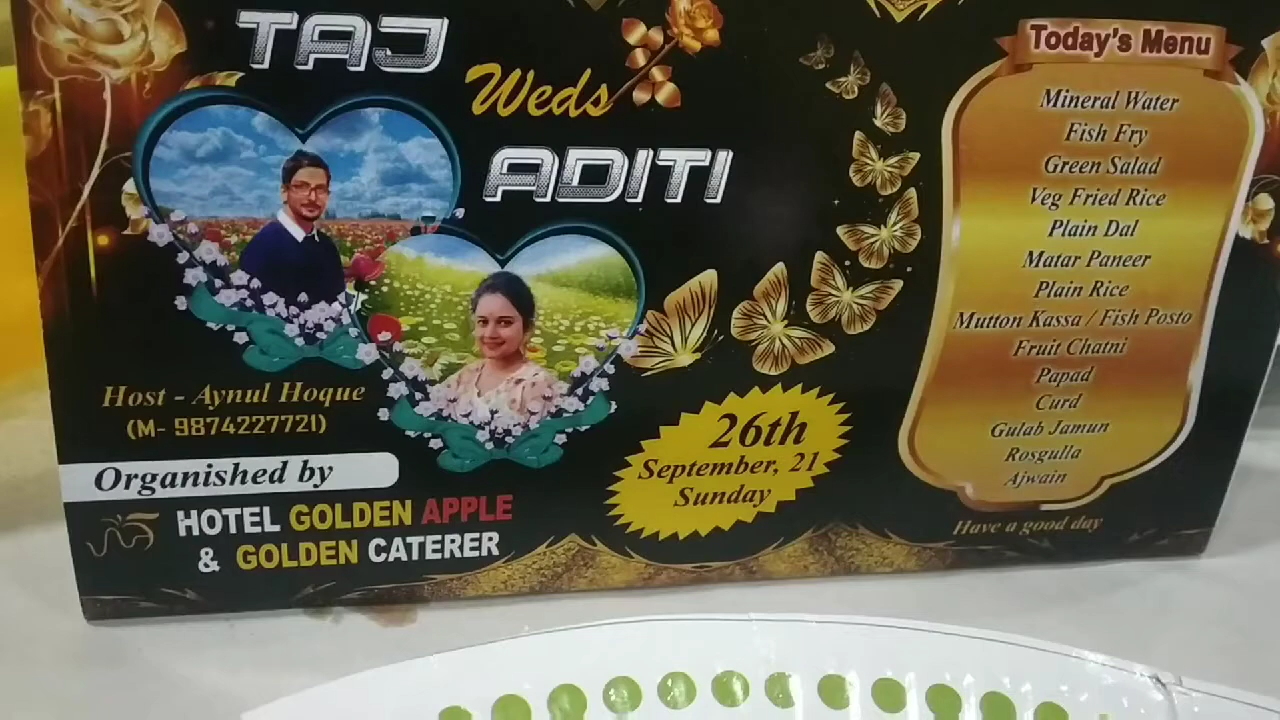 TAJ
Weds
ADITI
Host - Aynul Hoque
(M- 9874227721)
Organished by
HOTEL GOLDEN APPLE
& GOLDEN CATERER
26th
September, 21
Sunday
Today's Menu
Mineral Water
Fish Fry
Green Salad
Veg Fried Rice
Plain Dal
Matar Paneer
Plain Rice
Mutton Kassa / Fish Posto
Fruit Chatni
Papad
Curd
Gulab Jamun
Rosgulla
Ajwain
Have a good day